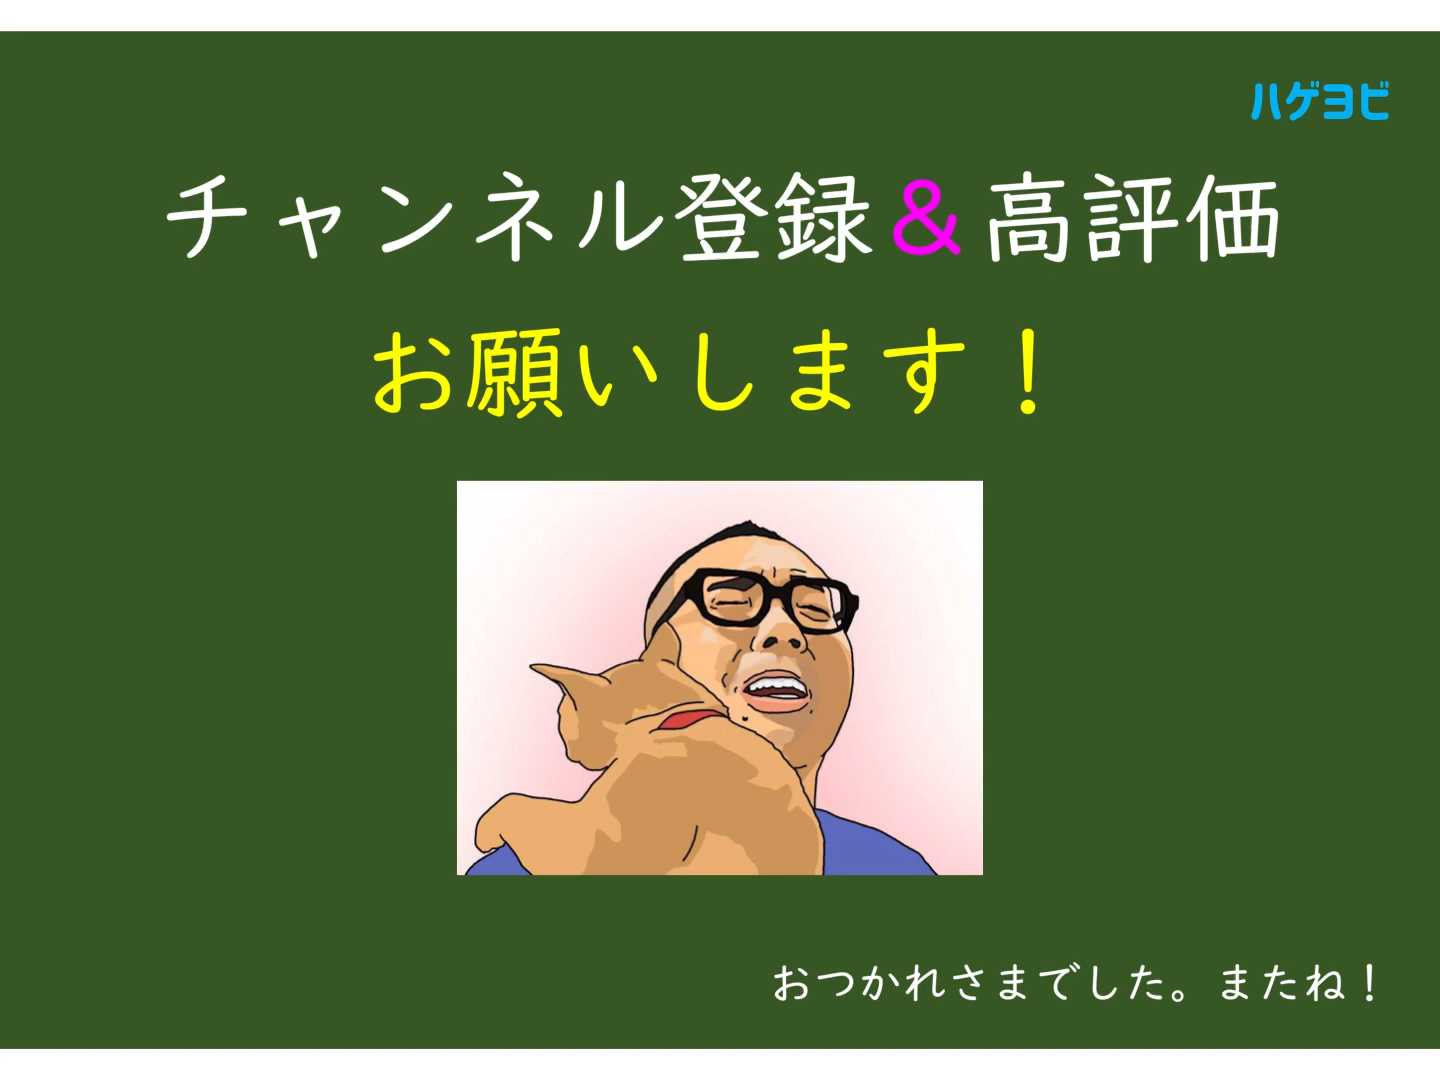 ハゲヨビ
チャンネル登録＆高評価
お願いします！
おつかれさまでした。またね！